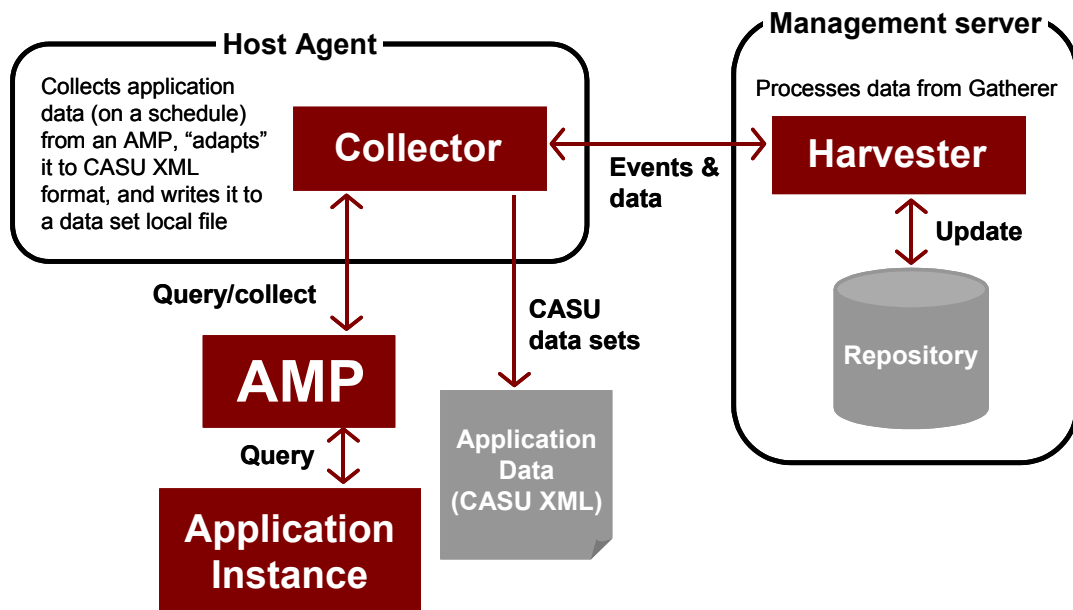 Host Agent
Collects application
data (on a schedule)
from an AMP, “adapts”
it to CASU XML
format, and writes it to
a data set local file
Collector
Management server
Processes data from Gatherer
Harvester
Events &
data
Update
Repository
Query/collect
CASU
data sets
AMP
Query
Application
Data
(CASU XML)
Application
Instance